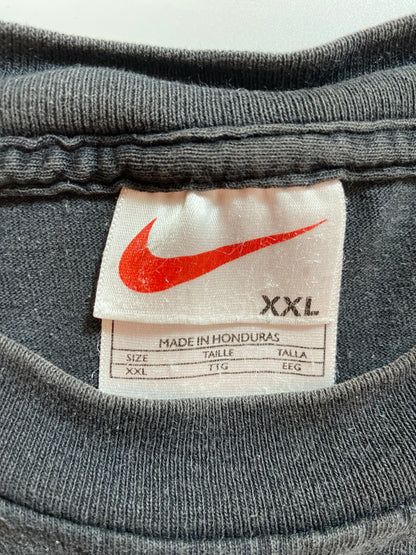 XXL
MADE IN HONDURAS
SIZE TAILLE TALLA
XXL TTG EEG